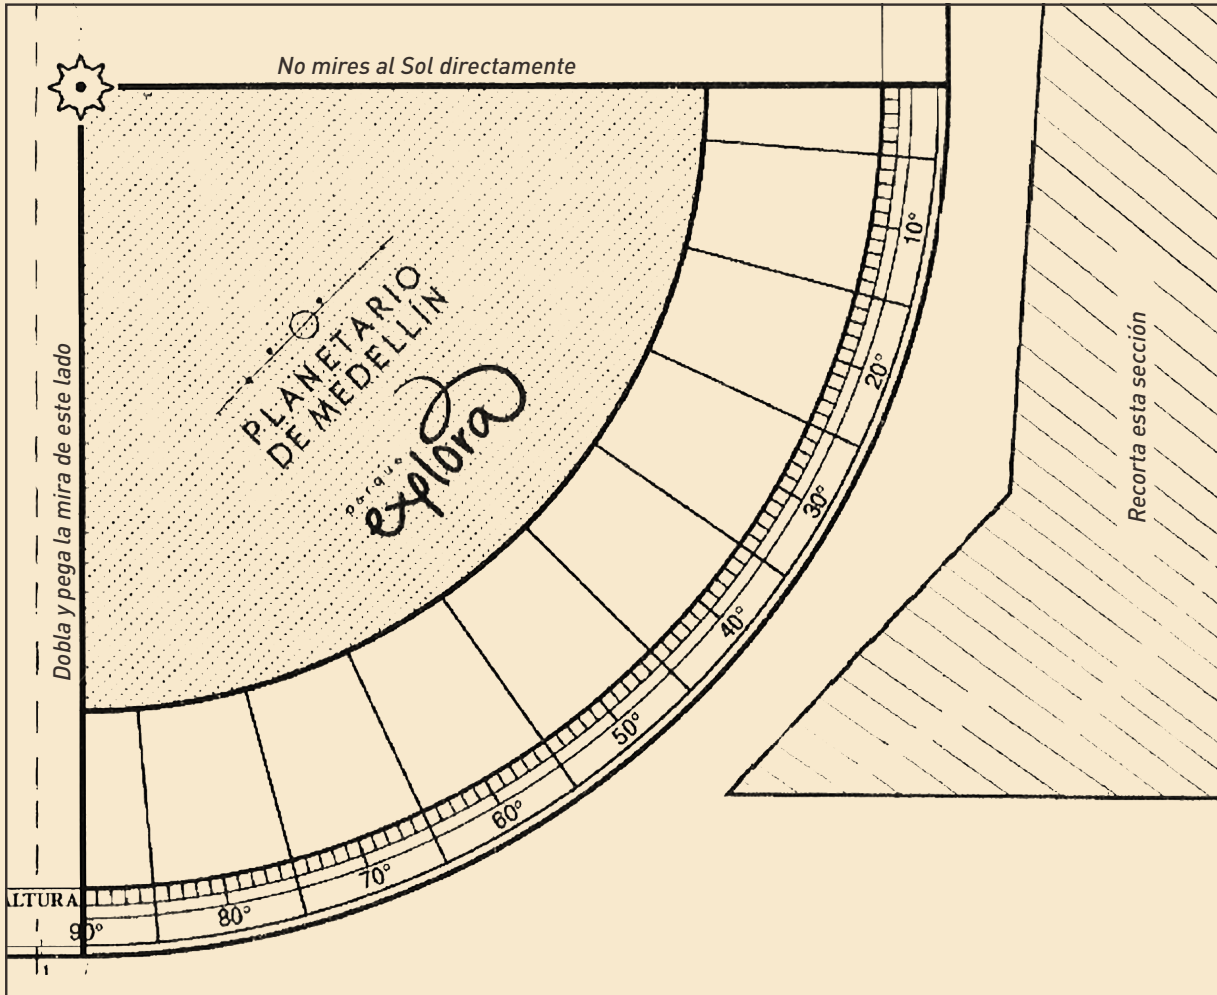 No mires al Sol directamente
Dobla y pega la mira de este lado
PLANETARIO
DE MEDELLÍN
parque
explora
10°
20°
30°
40°
50°
60°
70°
80°
90°
ALTURA
1
Recorta esta sección